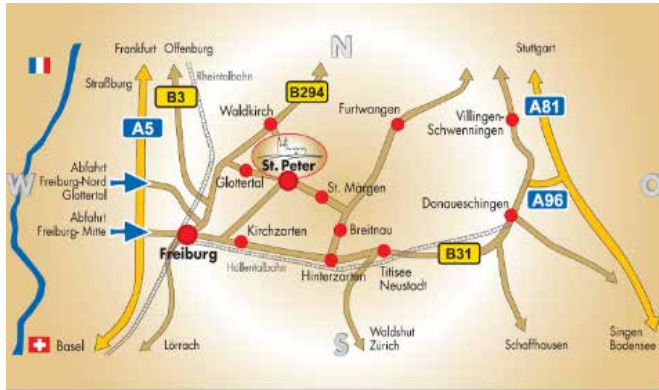 N
Frankfurt Offenburg
Stuttgart
Rheintalbahn
Straßburg
B3
B294
A5
A81
Waldkirch
Furtwangen
Villingen-
Schwenningen
Abfahrt
Freiburg-Nord
Glottertal
St. Peter
Glottertal
St. Märgen
W
O
A96
Donaueschingen
Abfahrt
Freiburg-Mitte
Freiburg
Kirchzarten
Breitnau
Höllentalbahn
Hinterzarten
Titisee
Neustadt
B31
S
Basel
Lörrach
Waldshut
Zürich
Schaffhausen
Singen
Bodensee